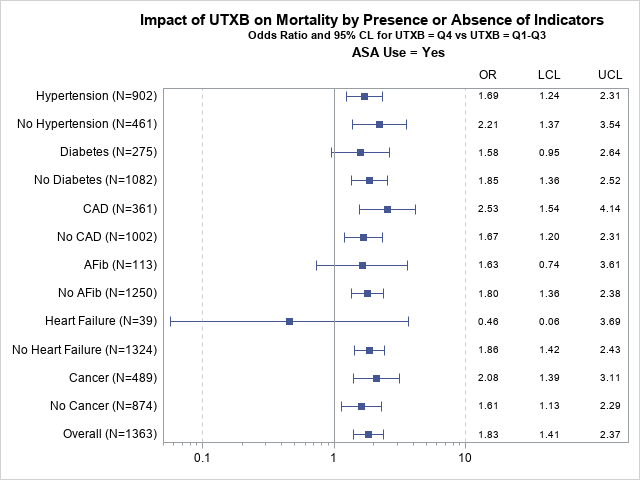 Impact of UTXB on Mortality by Presence or Absence of Indicators
Odds Ratio and 95% CL for UTXB = Q4 vs UTXB = Q1-Q3
ASA Use = Yes
OR LCL UCL
Hypertension (N=902) 1.69 1.24 2.31
No Hypertension (N=461) 2.21 1.37 3.54
Diabetes (N=275) 1.58 0.95 2.64
No Diabetes (N=1082) 1.85 1.36 2.52
CAD (N=361) 2.53 1.54 4.14
No CAD (N=1002) 1.67 1.20 2.31
AFib (N=113) 1.63 0.74 3.61
No AFib (N=1250) 1.80 1.36 2.38
Heart Failure (N=39) 0.46 0.06 3.69
No Heart Failure (N=1324) 1.86 1.42 2.43
Cancer (N=489) 2.08 1.39 3.11
No Cancer (N=874) 1.61 1.13 2.29
Overall (N=1363) 1.83 1.41 2.37
0.1 1 10